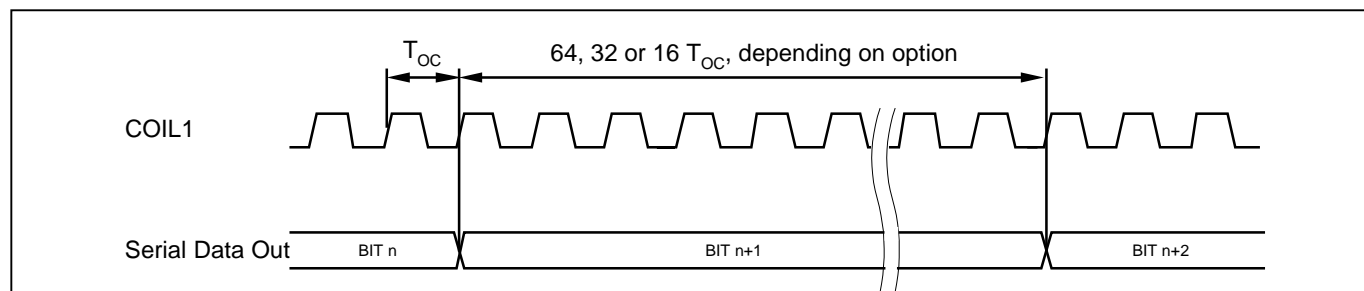 T_OC 64, 32 or 16 T_OC, depending on option
COIL1
Serial Data Out BIT n BIT n+1 BIT n+2